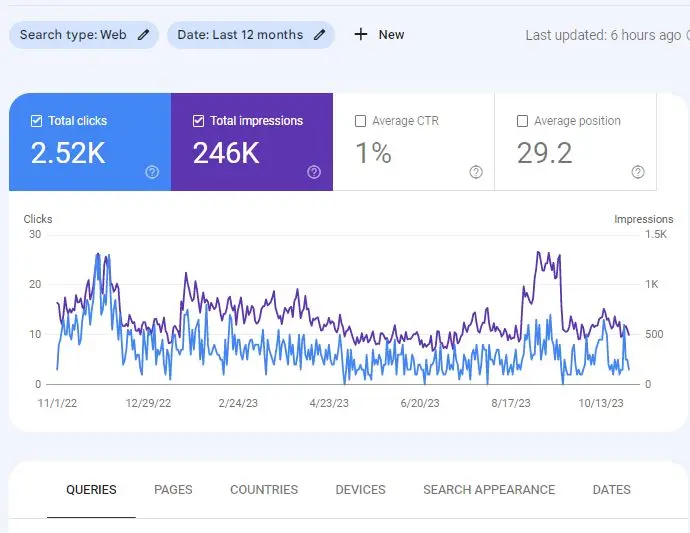 Search type: Web Date: Last 12 months + New Last updated: 6 hours ago
Total clicks Total impressions Average CTR Average position
2.52K 246K 1% 29.2
Clicks Impressions
30 1.5K
20 1K
10 500
0 0
11/1/22 12/29/22 2/24/23 4/23/23 6/20/23 8/17/23 10/13/23
QUERIES PAGES COUNTRIES DEVICES SEARCH APPEARANCE DATES